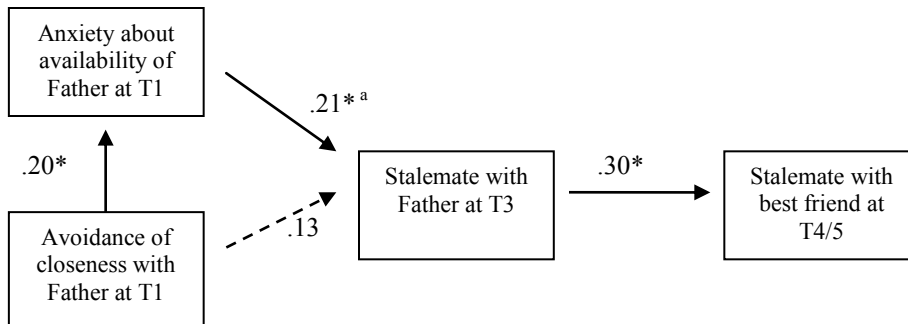 Anxiety about
availability of
Father at T1
.21* a
.20*
Stalemate with
Father at T3
.30*
Stalemate with
best friend at
T4/5
Avoidance of
closeness with
Father at T1
.13